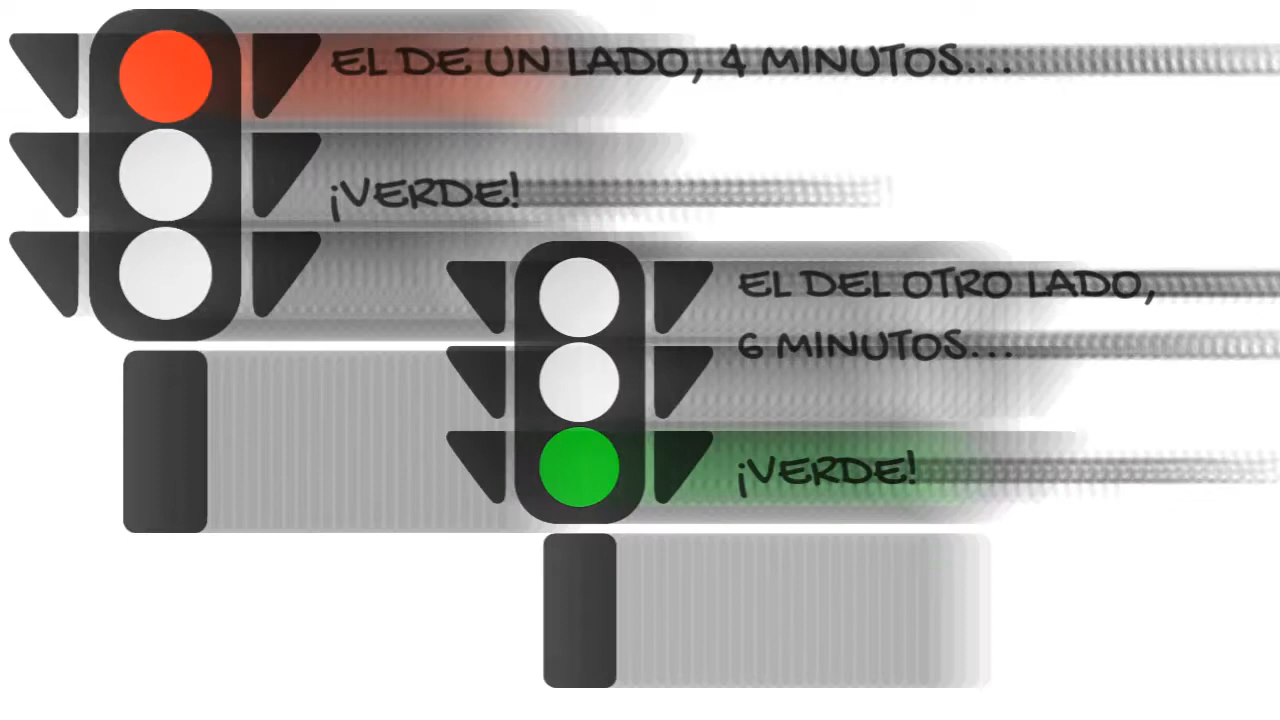 EL DE UN LADO, 4 MINUTOS...
¡VERDE!
EL DEL OTRO LADO,
6 MINUTOS...
¡VERDE!